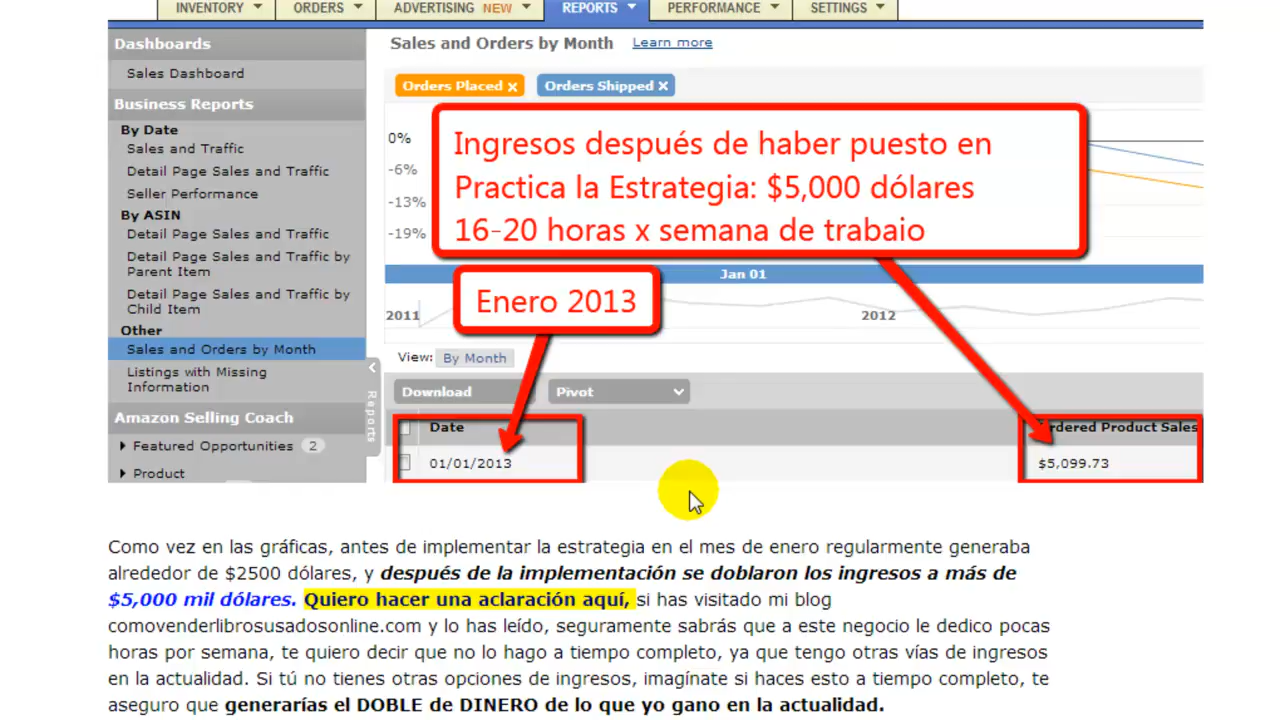 INVENTORY ORDERS ADVERTISING NEW REPORTS PERFORMANCE SETTINGS
Dashboards
Sales Dashboard
Business Reports
By Date
Sales and Traffic
Detail Page Sales and Traffic
Seller Performance
By ASIN
Detail Page Sales and Traffic
Detail Page Sales and Traffic by
Parent Item
Detail Page Sales and Traffic by
Child Item
Other
Sales and Orders by Month
Listings with Missing
Information
Amazon Selling Coach
Featured Opportunities 2
Product
Reports
Sales and Orders by Month Learn more
Orders Placed x Orders Shipped x
0%
-6%
-13%
-19%
Ingresos después de haber puesto en
Practica la Estrategia: $5,000 dólares
16-20 horas x semana de trabajo
Jan 01
Enero 2013
2011 2012
View: By Month
Download Pivot
Date Ordered Product Sales
01/01/2013 $5,099.73
Como vez en las gráficas, antes de implementar la estrategia en el mes de enero regularmente generaba
alrededor de $2500 dólares, y después de la implementación se doblaron los ingresos a más de
$5,000 mil dólares. Quiero hacer una aclaración aquí, si has visitado mi blog
comovenderlibrosusadosonline.com y lo has leído, seguramente sabrás que a este negocio le dedico pocas
horas por semana, te quiero decir que no lo hago a tiempo completo, ya que tengo otras vías de ingresos
en la actualidad. Si tú no tienes otras opciones de ingresos, imagínate si haces esto a tiempo completo, te
aseguro que generarías el DOBLE de DINERO de lo que yo gano en la actualidad.